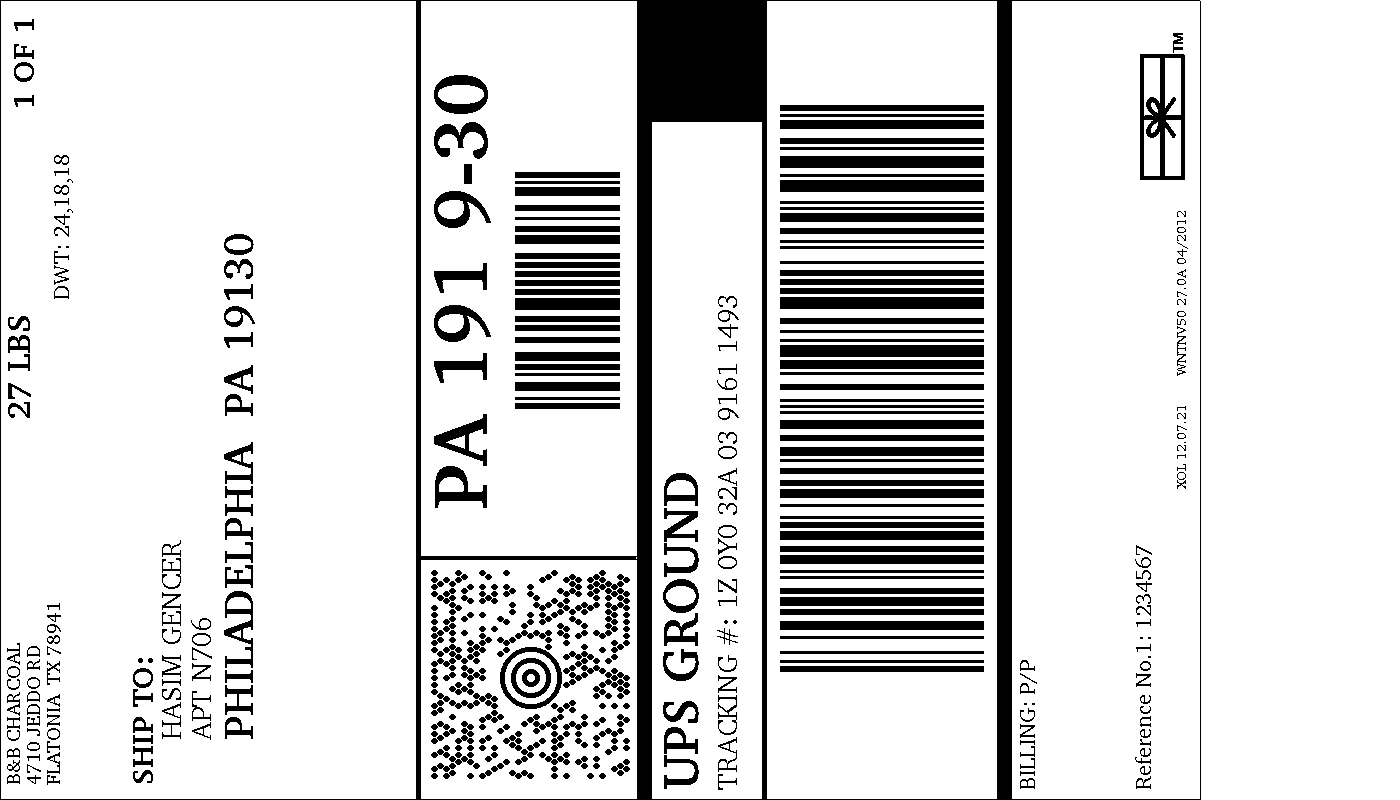 B&B CHARCOAL
4710 JEDDO RD
FLATONIA TX 78941
27 LBS
1 OF 1
DWT: 24,18,18
SHIP TO:
HASIM GENCER
APT N706
PHILADELPHIA PA 19130
PA 191 9-30
UPS GROUND
TRACKING #: 1Z 0Y0 32A 03 9161 1493
BILLING: P/P
Reference No.1: 1234567
XOL 12.07.21
WNTNV50 27.0A 04/2012
TM